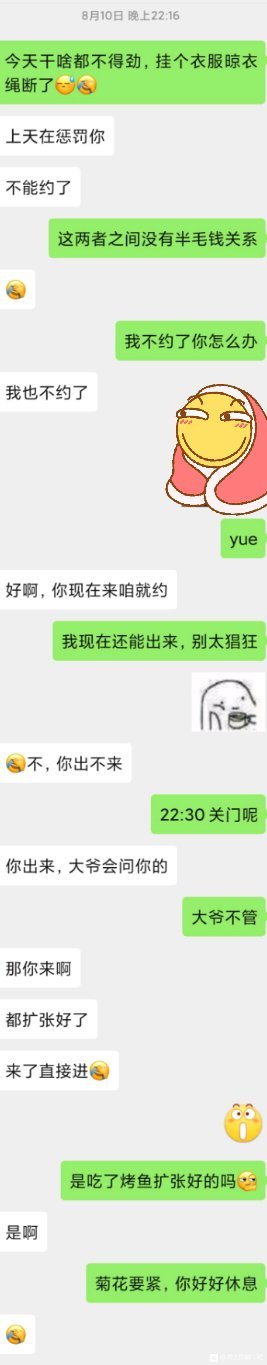 8月10日 晚上22:16
今天干啥都不得劲，挂个衣服晾衣
绳断了
上天在惩罚你
不能约了
这两者之间没有半毛钱关系
我不约了你怎么办
我也不约了
yue
好啊，你现在来咱就约
我现在还能出来，别太猖狂
不，你出不来
22:30 关门呢
你出来，大爷会问你的
大爷不管
那你来啊
都扩张好了
来了直接进
是吃了烤鱼扩张好的吗
是啊
菊花要紧，你好好休息